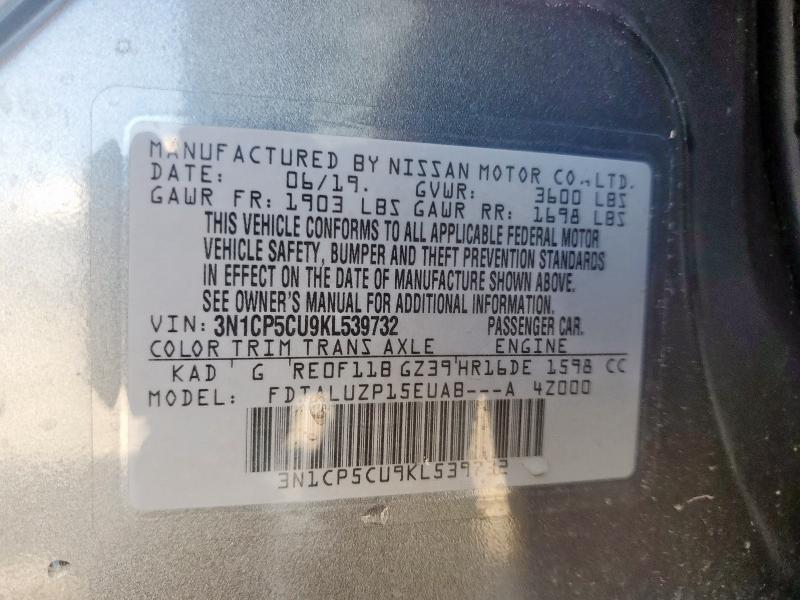 MANUFACTURED BY NISSAN MOTOR CO., LTD.
DATE: 06/19. GVWR: 3600 LBS
GAWR FR: 1903 LBS GAWR RR: 1698 LBS
THIS VEHICLE CONFORMS TO ALL APPLICABLE FEDERAL MOTOR
VEHICLE SAFETY, BUMPER AND THEFT PREVENTION STANDARDS
IN EFFECT ON THE DATE OF MANUFACTURE SHOWN ABOVE.
SEE OWNER'S MANUAL FOR ADDITIONAL INFORMATION.
VIN: 3N1CP5CU9KL539732 PASSENGER CAR.
COLOR TRIM TRANS AXLE ENGINE
KAD G RE0F11B GZ39 HR16DE 1598 CC
MODEL: FDTALUZP15EUAB---A 4Z000
3N1CP5CU9KL539732